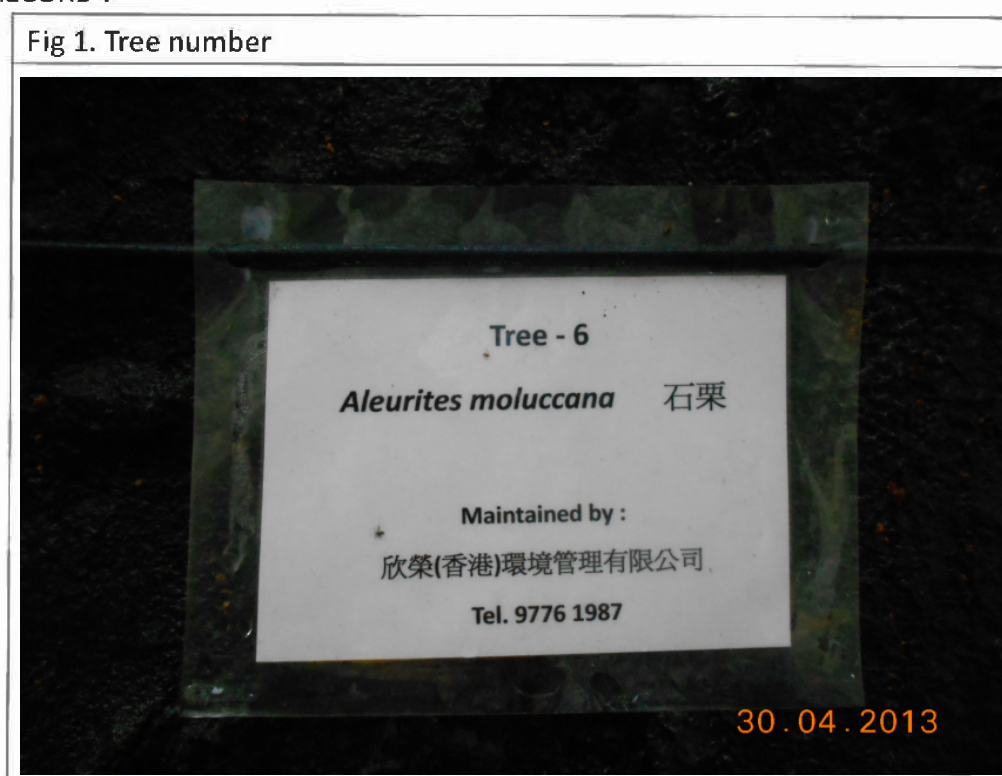 Fig 1. Tree number
Tree - 6
Aleurites moluccana 石栗
Maintained by :
欣榮(香港)環境管理有限公司
Tel. 9776 1987
30.04.2013